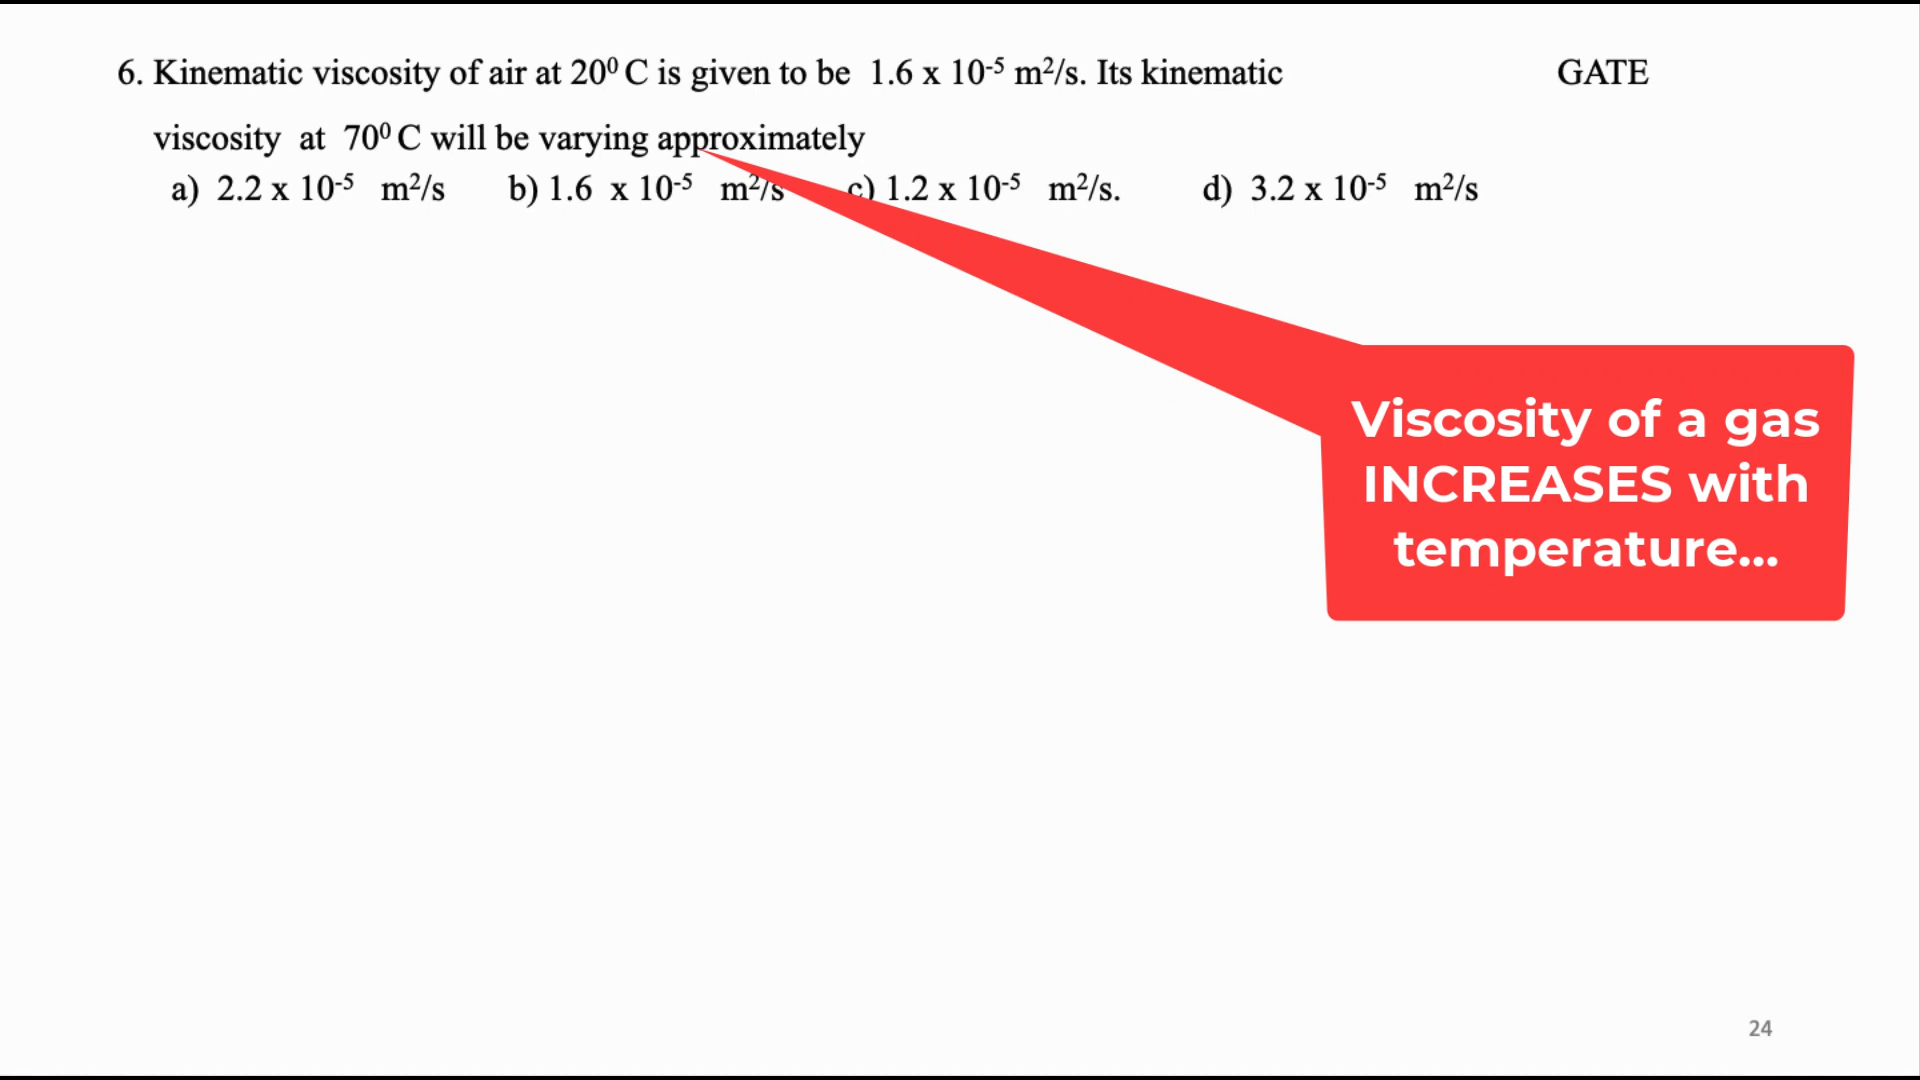 6. Kinematic viscosity of air at 20⁰ C is given to be 1.6 x 10⁻⁵ m²/s. Its kinematic GATE
viscosity at 70⁰ C will be varying approximately
a) 2.2 x 10⁻⁵ m²/s b) 1.6 x 10⁻⁵ m²/s c) 1.2 x 10⁻⁵ m²/s. d) 3.2 x 10⁻⁵ m²/s
Viscosity of a gas
INCREASES with
temperature...
24